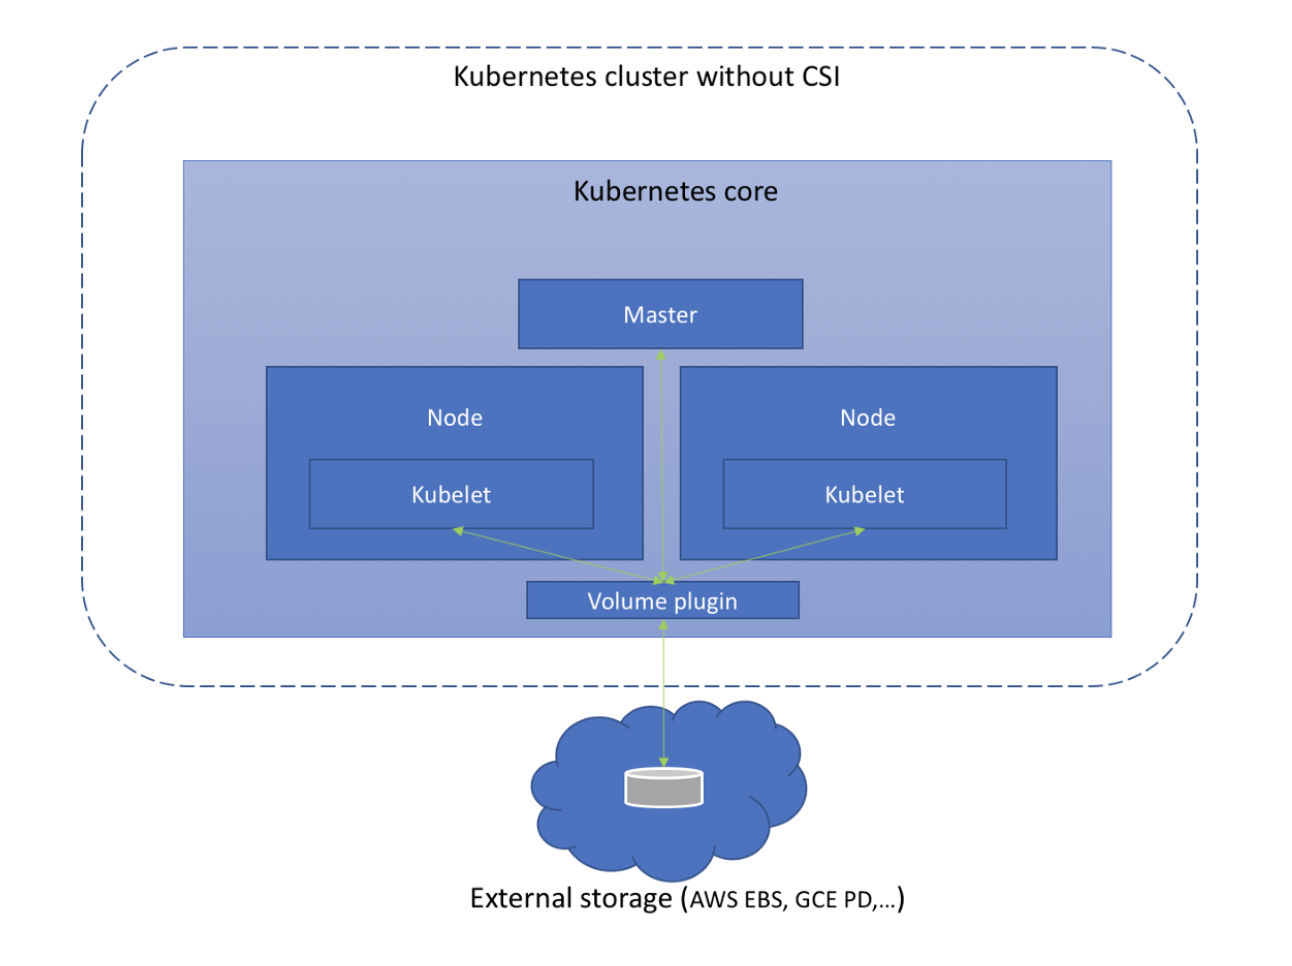 Kubernetes cluster without CSI
Kubernetes core
Master
Node
Node
Kubelet
Kubelet
Volume plugin
External storage (AWS EBS, GCE PD,...)